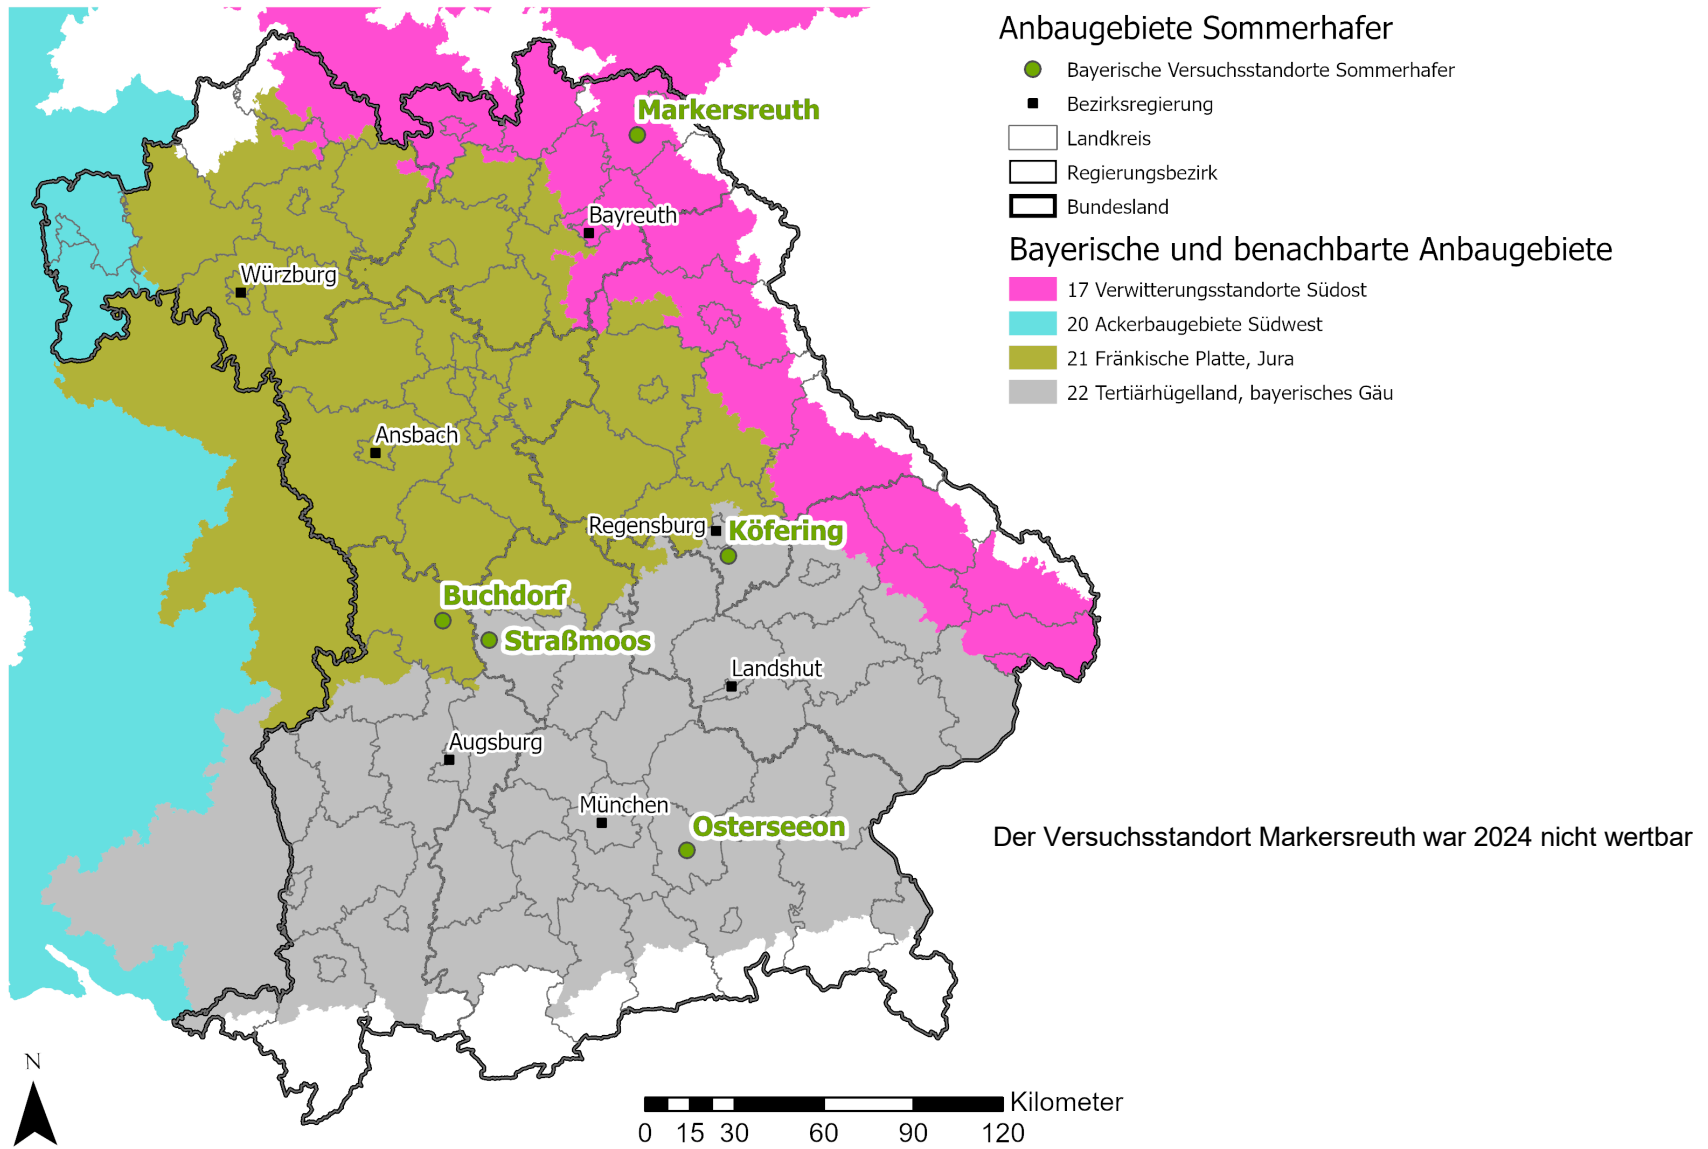 Anbaugebiete Sommerhafer
Bayerische Versuchsstandorte Sommerhafer
Bezirksregierung
Landkreis
Regierungsbezirk
Bundesland
Bayerische und benachbarte Anbaugebiete
17 Verwitterungsstandorte Südost
20 Ackerbaugebiete Südwest
21 Fränkische Platte, Jura
22 Tertiärhügelland, bayerisches Gäu
Markersreuth
Bayreuth
Würzburg
Ansbach
Regensburg
Köfering
Buchdorf
Straßmoos
Landshut
Augsburg
München
Osterseeon
Der Versuchsstandort Markersreuth war 2024 nicht wertbar
N
Kilometer
0 15 30 60 90 120